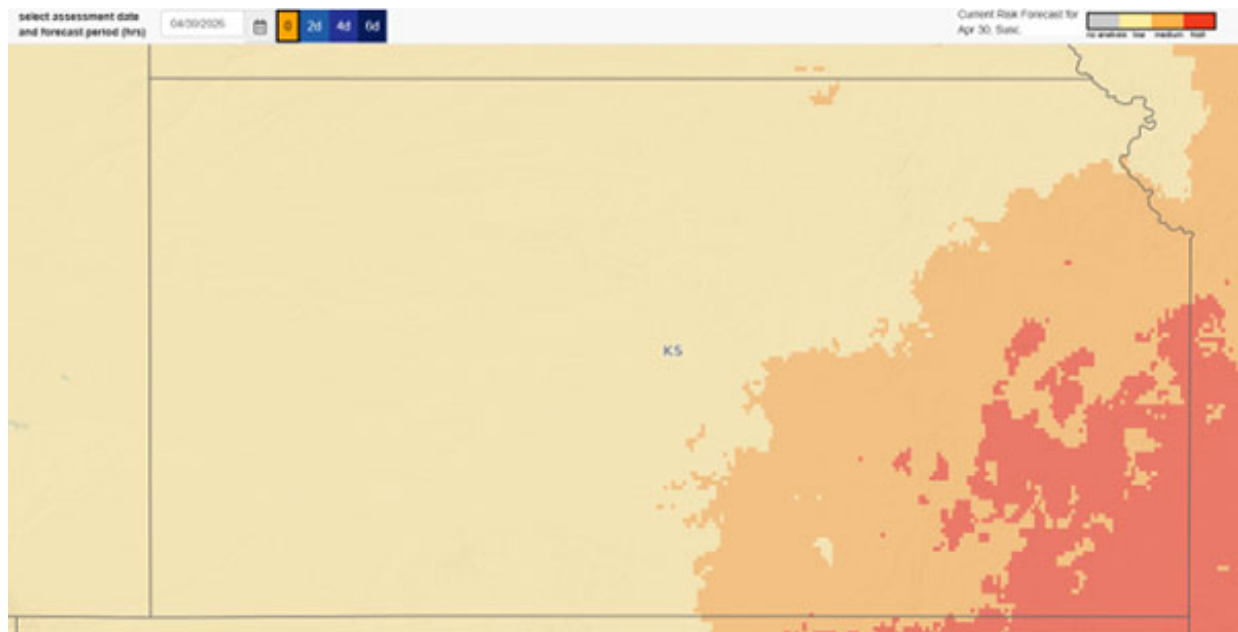 select assessment date
and forecast period (hrs)
04/30/2026
0
2d
4d
6d
Current Risk Forecast for
Apr 30, Susc.
no analysis low medium high
KS